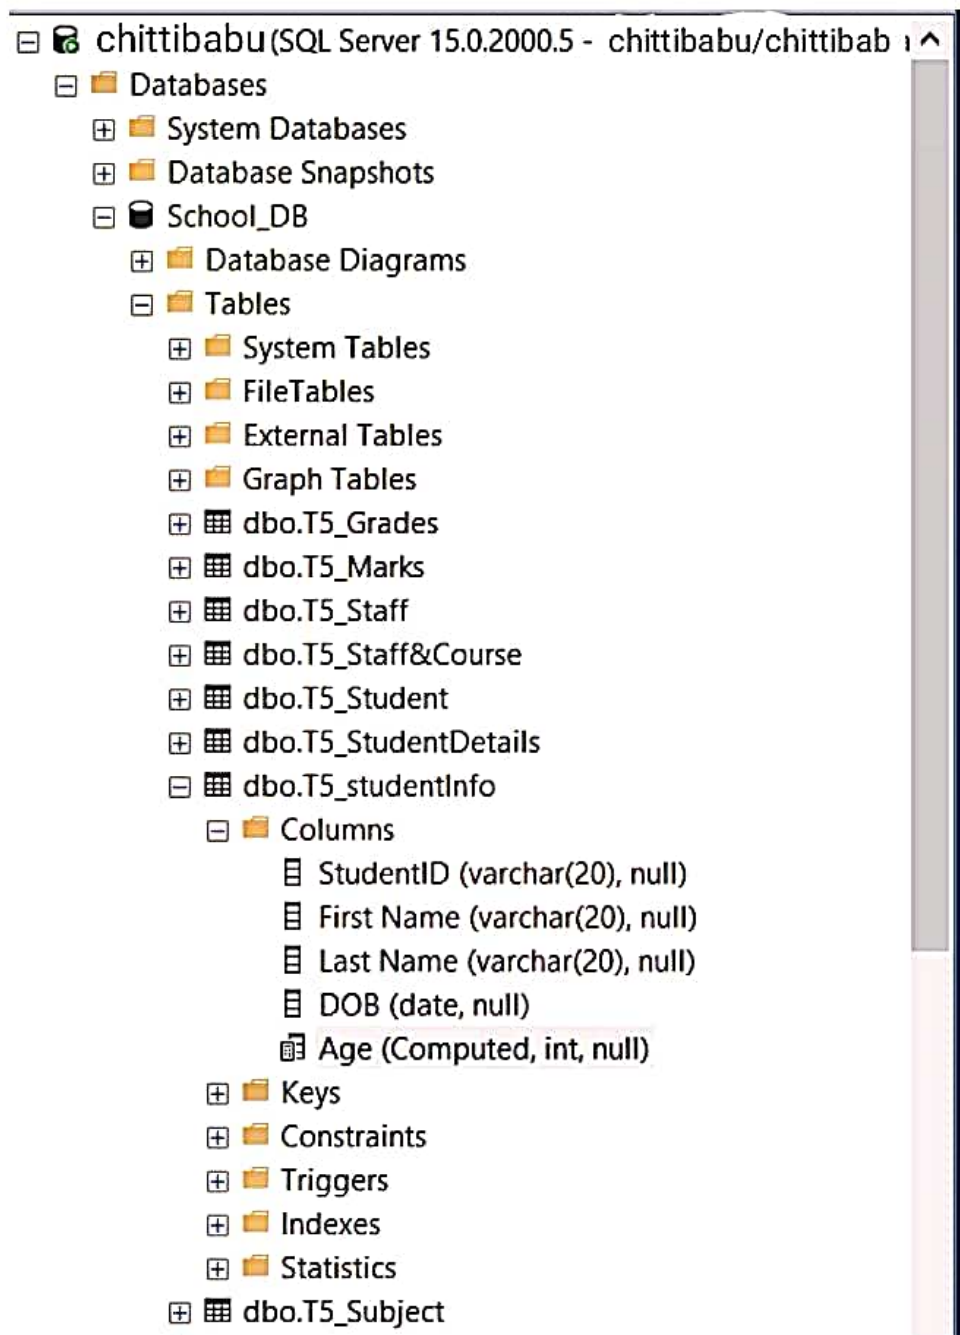 chittibabu (SQL Server 15.0.2000.5 - chittibabu/chittibab
Databases
System Databases
Database Snapshots
School_DB
Database Diagrams
Tables
System Tables
FileTables
External Tables
Graph Tables
dbo.T5_Grades
dbo.T5_Marks
dbo.T5_Staff
dbo.T5_Staff&Course
dbo.T5_Student
dbo.T5_StudentDetails
dbo.T5_studentInfo
Columns
StudentID (varchar(20), null)
First Name (varchar(20), null)
Last Name (varchar(20), null)
DOB (date, null)
Age (Computed, int, null)
Keys
Constraints
Triggers
Indexes
Statistics
dbo.T5_Subject